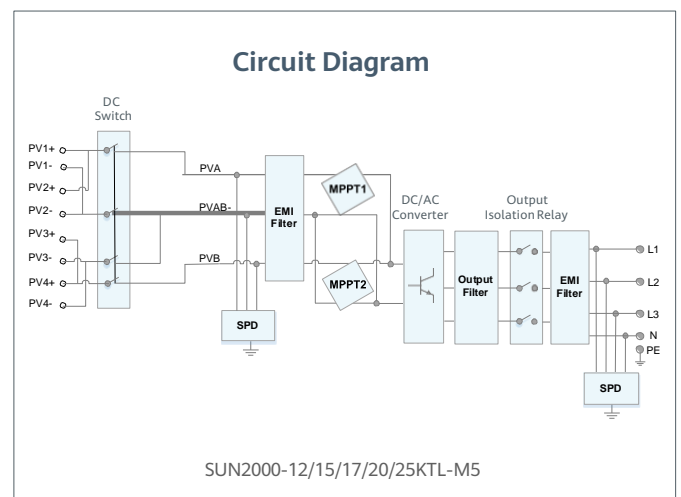 Circuit Diagram
DC
Switch
PV1+
PV1-
PV2+
PV2-
PV3+
PV3-
PV4+
PV4-
PVA
PVAB-
PVB
SPD
EMI
Filter
MPPT1
MPPT2
DC/AC
Converter
Output
Filter
Output
Isolation Relay
EMI
Filter
L1
L2
L3
N
PE
SPD
SUN2000-12/15/17/20/25KTL-M5